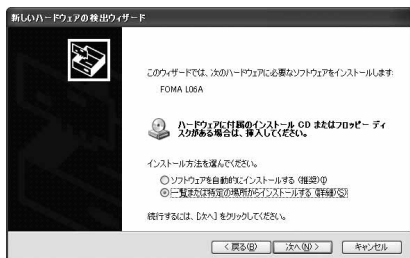 新しいハードウェアの検出ウィザード
このウィザードでは、次のハードウェアに必要なソフトウェアをインストールします:
FOMA L06A
ハードウェアに付属のインストール CD またはフロッピー ディ
スクがある場合は、挿入してください。
インストール方法を選んでください。
ソフトウェアを自動的にインストールする (推奨)(I)
一覧または特定の場所からインストールする (詳細)(S)
続行するには、[次へ] をクリックしてください。
< 戻る(B) 次へ(N) > キャンセル